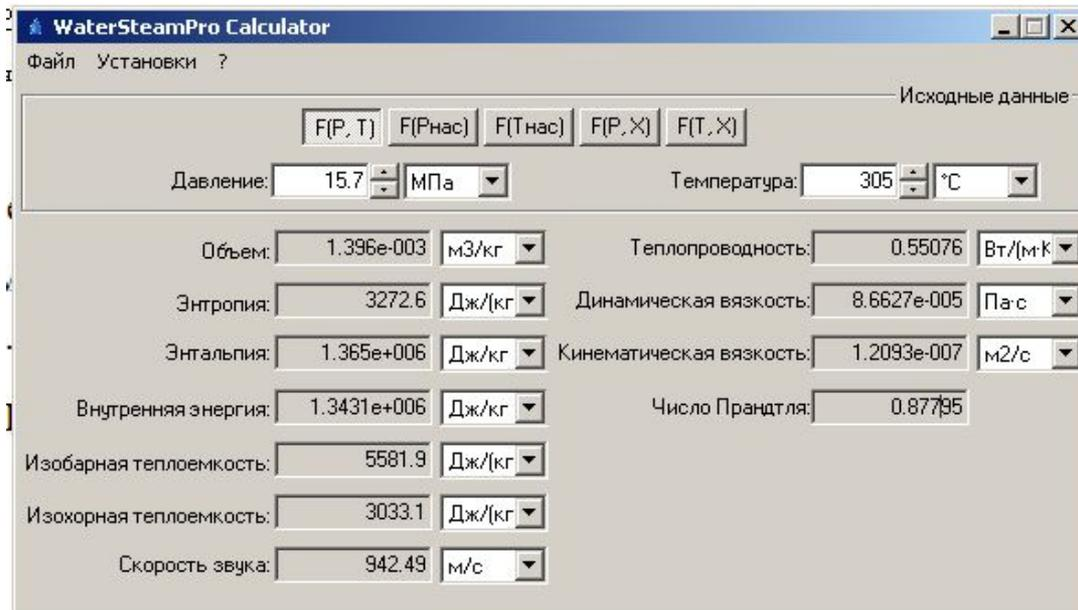 WaterSteamPro Calculator
Файл Установки ?
Исходные данные
F(P, T) F(Pнас) F(Tнас) F(P, X) F(T, X)
Давление: 15.7 МПа Температура: 305 °C
Объем: 1.396e-003 м3/кг Теплопроводность: 0.55076 Вт/(м·К
Энтропия: 3272.6 Дж/(кг Динамическая вязкость: 8.6627e-005 Па·с
Энтальпия: 1.365e+006 Дж/кг Кинематическая вязкость: 1.2093e-007 м2/с
Внутренняя энергия: 1.3431e+006 Дж/кг Число Прандтля: 0.87795
Изобарная теплоемкость: 5581.9 Дж/(кг
Изохорная теплоемкость: 3033.1 Дж/(кг
Скорость звука: 942.49 м/с